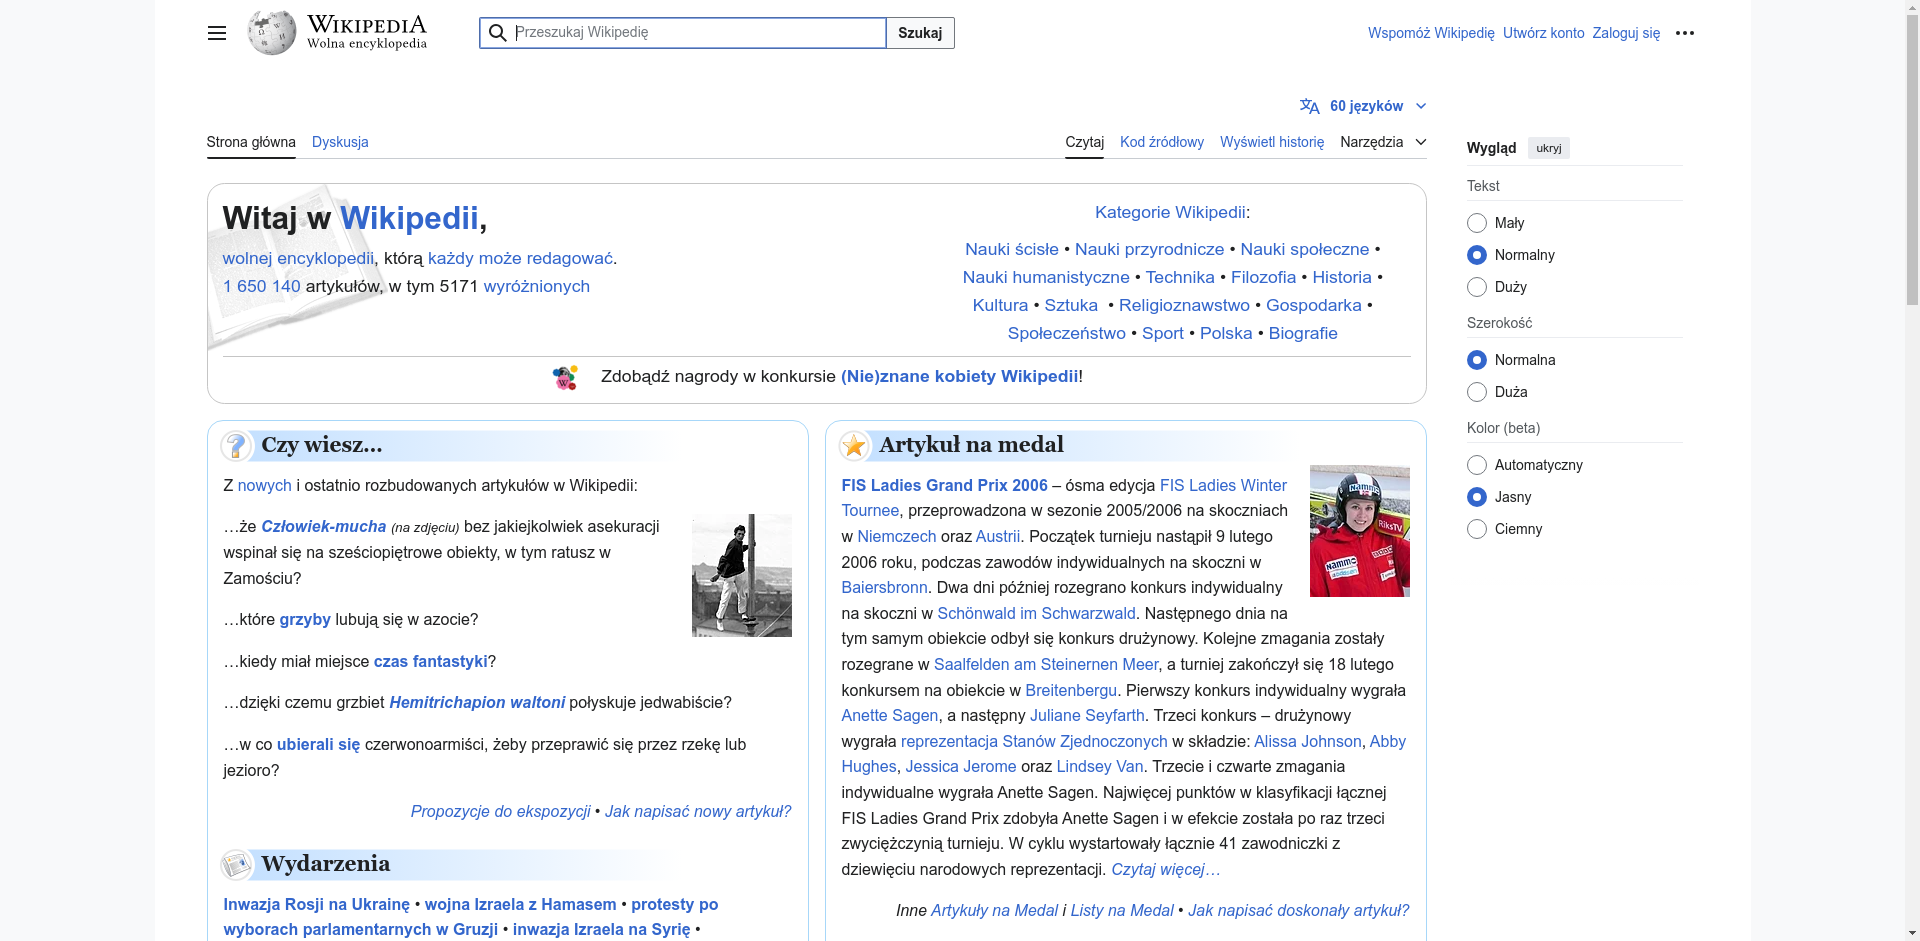 WIKIPEDIA
Wolna encyklopedia
Przeszukaj Wikipedię
Szukaj
Wspomóż Wikipedię Utwórz konto Zaloguj się
60 języków
Strona główna Dyskusja
Czytaj Kod źródłowy Wyświetl historię Narzędzia
Witaj w Wikipedii,
wolnej encyklopedii, którą każdy może redagować.
1 650 140 artykułów, w tym 5171 wyróżnionych
Kategorie Wikipedii:
Nauki ścisłe • Nauki przyrodnicze • Nauki społeczne •
Nauki humanistyczne • Technika • Filozofia • Historia •
Kultura • Sztuka • Religioznawstwo • Gospodarka •
Społeczeństwo • Sport • Polska • Biografie
Zdobądź nagrody w konkursie (Nie)znane kobiety Wikipedii!
Czy wiesz…
Z nowych i ostatnio rozbudowanych artykułów w Wikipedii:
…że Człowiek-mucha (na zdjęciu) bez jakiejkolwiek asekuracji
wspinał się na sześciopiętrowe obiekty, w tym ratusz w
Zamościu?
…które grzyby lubują się w azocie?
…kiedy miał miejsce czas fantastyki?
…dzięki czemu grzbiet Hemitrichapion waltoni połyskuje jedwabiście?
…w co ubierali się czerwonoarmiści, żeby przeprawić się przez rzekę lub
jezioro?
Propozycje do ekspozycji • Jak napisać nowy artykuł?
Wydarzenia
Inwazja Rosji na Ukrainę • wojna Izraela z Hamasem • protesty po
wyborach parlamentarnych w Gruzji • inwazja Izraela na Syrię •
Artykuł na medal
FIS Ladies Grand Prix 2006 – ósma edycja FIS Ladies Winter
Tournee, przeprowadzona w sezonie 2005/2006 na skoczniach
w Niemczech oraz Austrii. Początek turnieju nastąpił 9 lutego
2006 roku, podczas zawodów indywidualnych na skoczni w
Baiersbronn. Dwa dni później rozegrano konkurs indywidualny
na skoczni w Schönwald im Schwarzwald. Następnego dnia na
tym samym obiekcie odbył się konkurs drużynowy. Kolejne zmagania zostały
rozegrane w Saalfelden am Steinernen Meer, a turniej zakończył się 18 lutego
konkursem na obiekcie w Breitenbergu. Pierwszy konkurs indywidualny wygrała
Anette Sagen, a następny Juliane Seyfarth. Trzeci konkurs – drużynowy
wygrała reprezentacja Stanów Zjednoczonych w składzie: Alissa Johnson, Abby
Hughes, Jessica Jerome oraz Lindsey Van. Trzecie i czwarte zmagania
indywidualne wygrała Anette Sagen. Najwięcej punktów w klasyfikacji łącznej
FIS Ladies Grand Prix zdobyła Anette Sagen i w efekcie została po raz trzeci
zwyciężczynią turnieju. W cyklu wystartowały łącznie 41 zawodniczki z
dziewięciu narodowych reprezentacji. Czytaj więcej…
Inne Artykuły na Medal i Listy na Medal • Jak napisać doskonały artykuł?
Wygląd ukryj
Tekst
Mały
Normalny
Duży
Szerokość
Normalna
Duża
Kolor (beta)
Automatyczny
Jasny
Ciemny